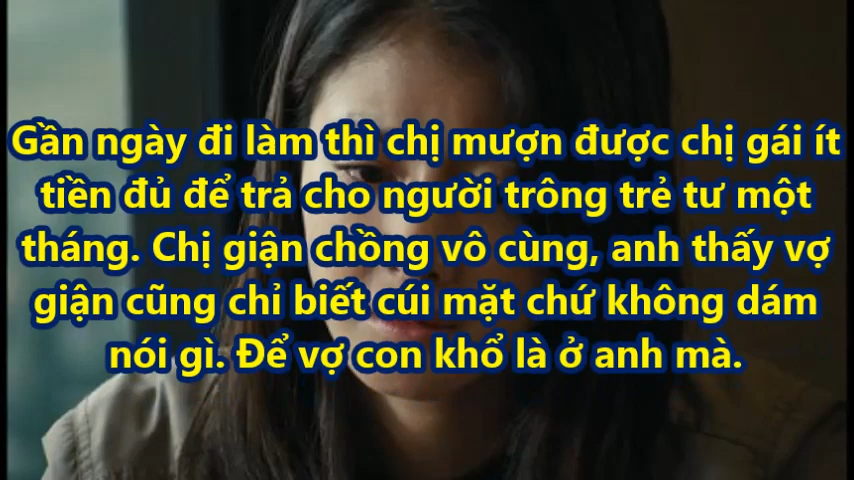 Gần ngày đi làm thì chị mượn được chị gái ít
tiền đủ để trả cho người trông trẻ tư một
tháng. Chị giận chồng vô cùng, anh thấy vợ
giận cũng chỉ biết cúi mặt chứ không dám
nói gì. Để vợ con khổ là ở anh mà.